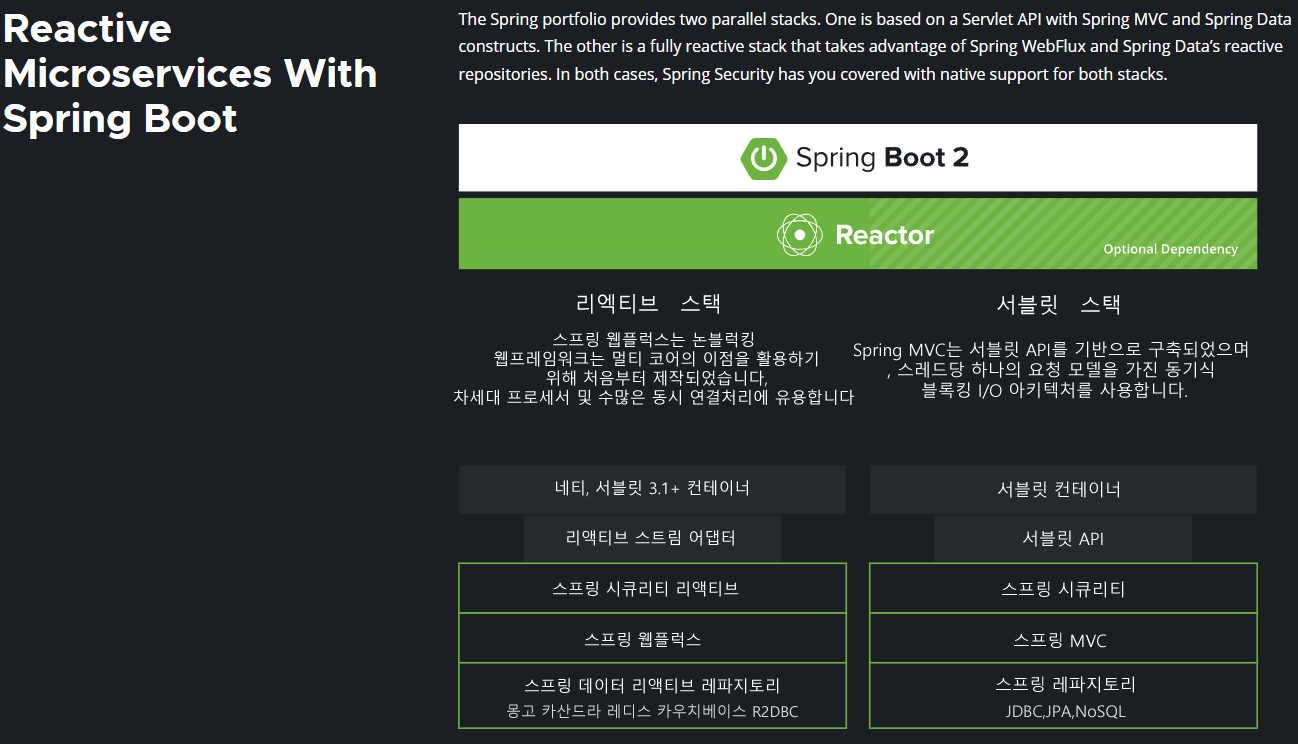 Reactive
Microservices With
Spring Boot
The Spring portfolio provides two parallel stacks. One is based on a Servlet API with Spring MVC and Spring Data
constructs. The other is a fully reactive stack that takes advantage of Spring WebFlux and Spring Data's reactive
repositories. In both cases, Spring Security has you covered with native support for both stacks.
Spring Boot 2
Reactor
Optional Dependency
리엑티브 스택
스프링 웹플럭스는 논블럭킹
웹프레임워크는 멀티 코어의 이점을 활용하기
위해 처음부터 제작되었습니다,
차세대 프로세서 및 수많은 동시 연결처리에 유용합니다
서블릿 스택
Spring MVC는 서블릿 API를 기반으로 구축되었으며
, 스레드당 하나의 요청 모델을 가진 동기식
블록킹 I/O 아키텍처를 사용합니다.
네티, 서블릿 3.1+ 컨테이너
리액티브 스트림 어댑터
스프링 시큐리티 리액티브
스프링 웹플럭스
스프링 데이터 리액티브 레파지토리
몽고 카산드라 레디스 카우치베이스 R2DBC
서블릿 컨테이너
서블릿 API
스프링 시큐리티
스프링 MVC
스프링 레파지토리
JDBC,JPA,NoSQL